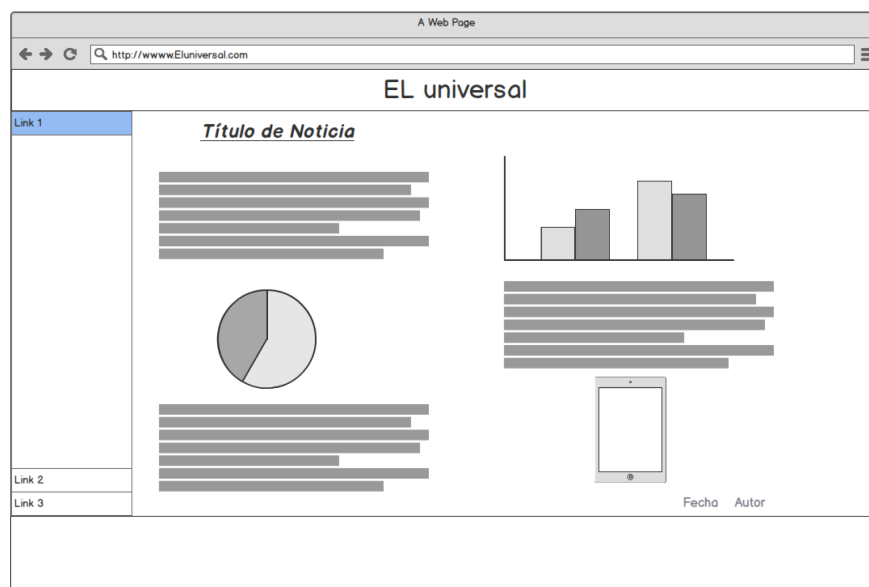 A Web Page
http://wwww.Eluniversal.com
EL universal
Link 1
Título de Noticia
Link 2
Link 3
Fecha Autor